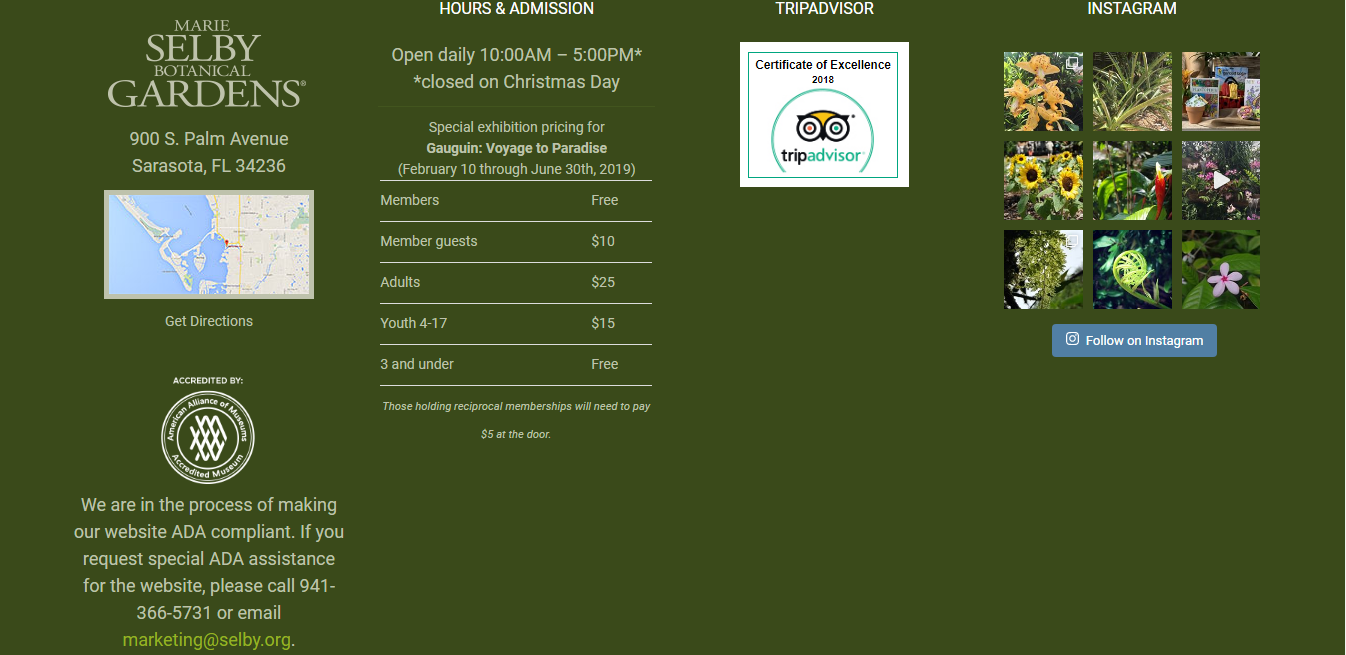 MARIE
SELBY
BOTANICAL
GARDENS®
900 S. Palm Avenue
Sarasota, FL 34236
Get Directions
ACCREDITED BY:
American Alliance of Museums
Accredited Museum
We are in the process of making
our website ADA compliant. If you
request special ADA assistance
for the website, please call 941-
366-5731 or email
marketing@selby.org.
HOURS & ADMISSION
Open daily 10:00AM – 5:00PM*
*closed on Christmas Day
Special exhibition pricing for
Gauguin: Voyage to Paradise
(February 10 through June 30th, 2019)
Members Free
Member guests $10
Adults $25
Youth 4-17 $15
3 and under Free
Those holding reciprocal memberships will need to pay
$5 at the door.
TRIPADVISOR
Certificate of Excellence
2018
tripadvisor
INSTAGRAM
Follow on Instagram